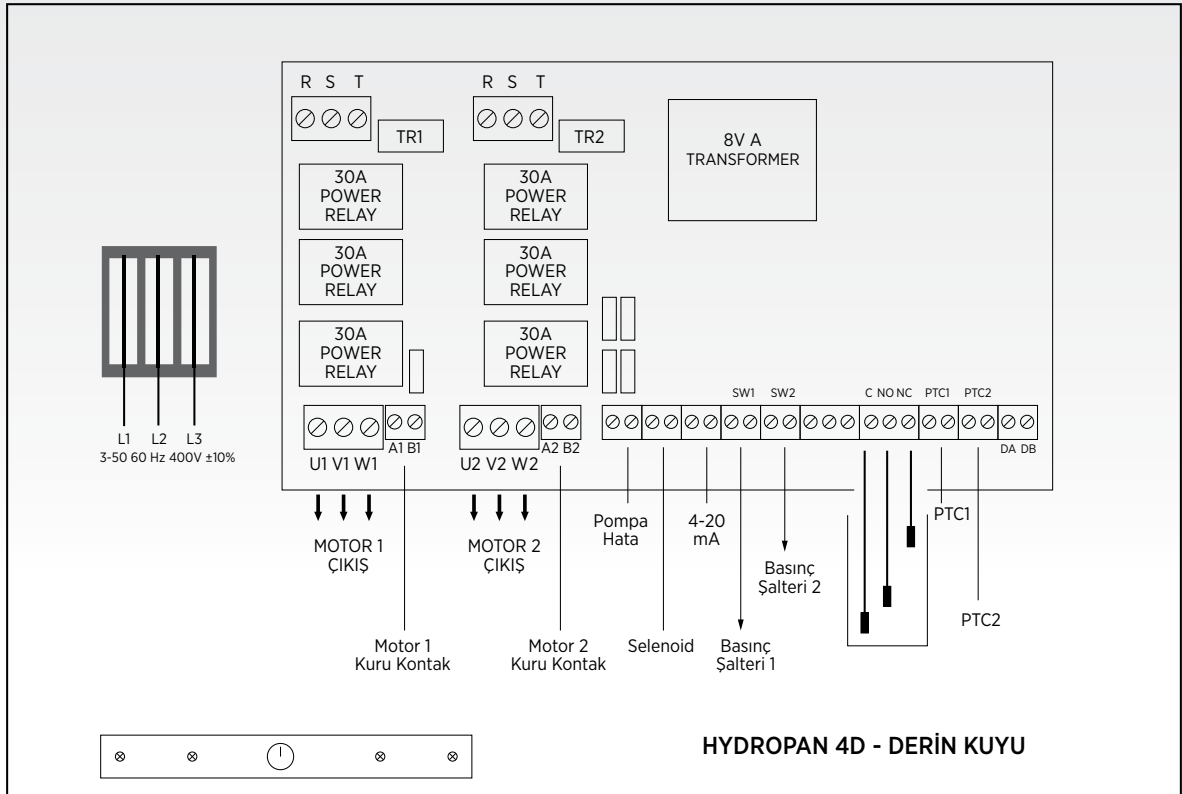 R S T
R S T
TR1
TR2
8V A
TRANSFORMER
30A
POWER
RELAY
30A
POWER
RELAY
30A
POWER
RELAY
30A
POWER
RELAY
30A
POWER
RELAY
30A
POWER
RELAY
L1 L2 L3
3-50 60 Hz 400V ±10%
SW1 SW2 C NO NC PTC1 PTC2
A1 B1
A2 B2
DA DB
U1 V1 W1
U2 V2 W2
MOTOR 1
ÇIKIŞ
MOTOR 2
ÇIKIŞ
Pompa
Hata
4-20
mA
PTC1
Basınç
Şalteri 2
PTC2
Motor 1
Kuru Kontak
Motor 2
Kuru Kontak
Selenoid
Basınç
Şalteri 1
HYDROPAN 4D - DERİN KUYU